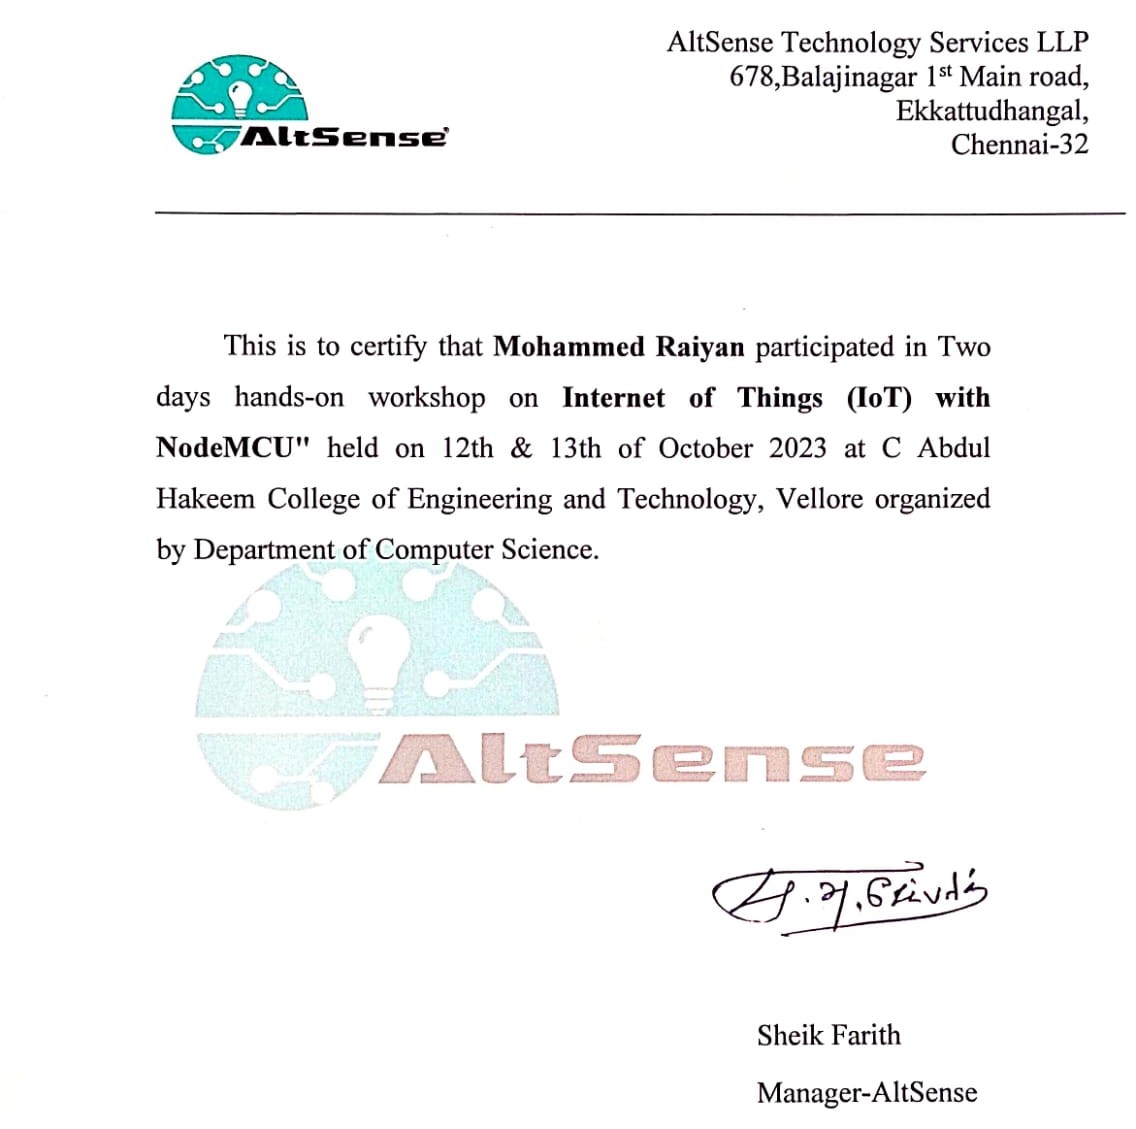 AltSense
AltSense Technology Services LLP
678,Balajinagar 1st Main road,
Ekkattudhangal,
Chennai-32
This is to certify that Mohammed Raiyan participated in Two
days hands-on workshop on Internet of Things (IoT) with
NodeMCU" held on 12th & 13th of October 2023 at C Abdul
Hakeem College of Engineering and Technology, Vellore organized
by Department of Computer Science.
AltSense
Sheik Farith
Manager-AltSense